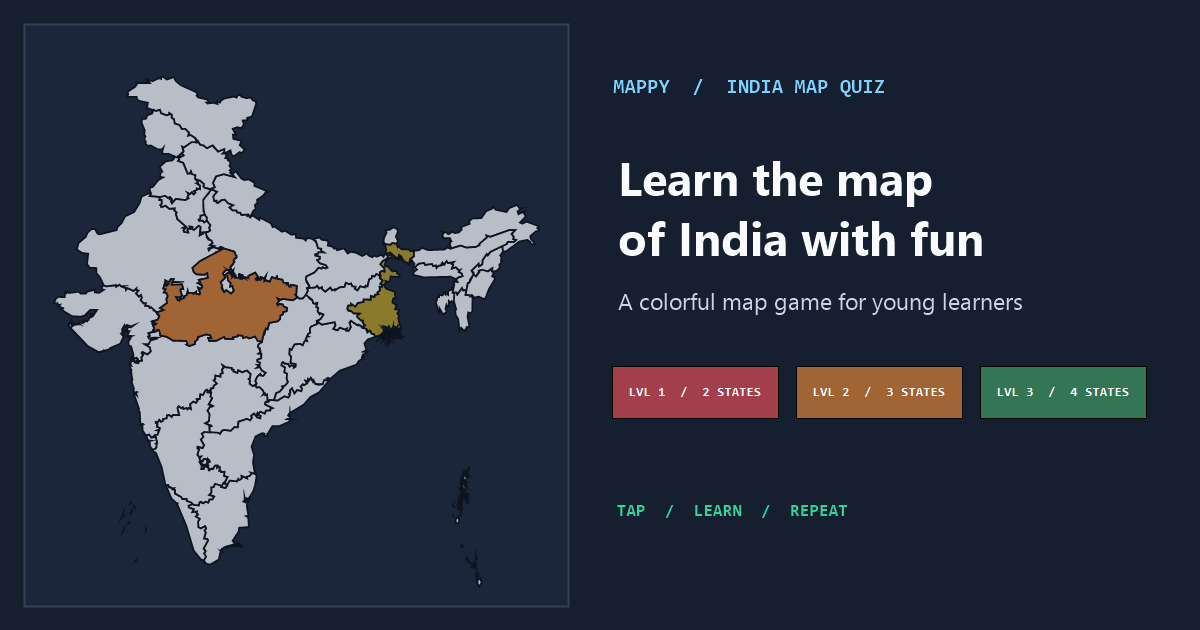 MAPPY / INDIA MAP QUIZ
Learn the map
of India with fun
A colorful map game for young learners
LVL 1 / 2 STATES
LVL 2 / 3 STATES
LVL 3 / 4 STATES
TAP / LEARN / REPEAT